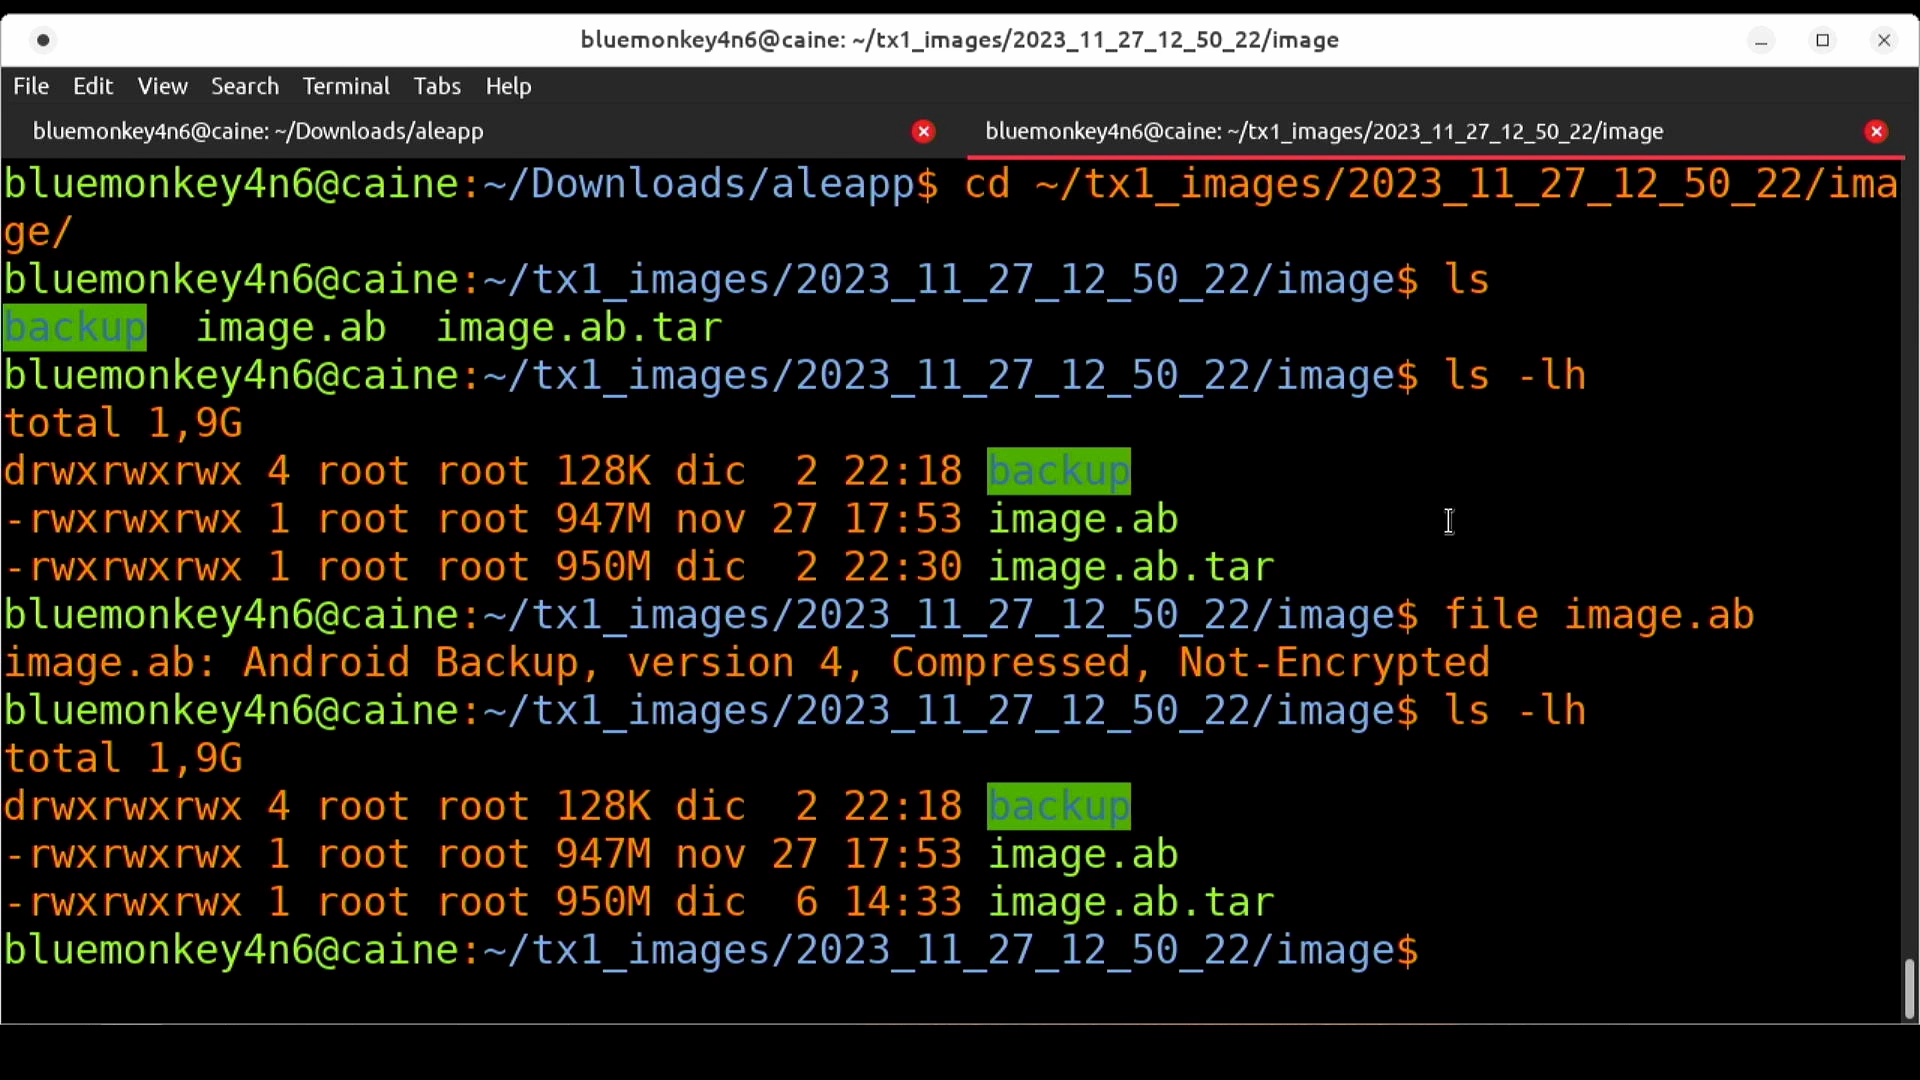 bluemonkey4n6@caine: ~/tx1_images/2023_11_27_12_50_22/image
File Edit View Search Terminal Tabs Help
bluemonkey4n6@caine: ~/Downloads/aleapp bluemonkey4n6@caine: ~/tx1_images/2023_11_27_12_50_22/image
bluemonkey4n6@caine:~/Downloads/aleapp$ cd ~/tx1_images/2023_11_27_12_50_22/ima
ge/
bluemonkey4n6@caine:~/tx1_images/2023_11_27_12_50_22/image$ ls
backup  image.ab  image.ab.tar
bluemonkey4n6@caine:~/tx1_images/2023_11_27_12_50_22/image$ ls -lh
total 1,9G
drwxrwxrwx 4 root root 128K dic  2 22:18 backup
-rwxrwxrwx 1 root root 947M nov 27 17:53 image.ab
-rwxrwxrwx 1 root root 950M dic  2 22:30 image.ab.tar
bluemonkey4n6@caine:~/tx1_images/2023_11_27_12_50_22/image$ file image.ab
image.ab: Android Backup, version 4, Compressed, Not-Encrypted
bluemonkey4n6@caine:~/tx1_images/2023_11_27_12_50_22/image$ ls -lh
total 1,9G
drwxrwxrwx 4 root root 128K dic  2 22:18 backup
-rwxrwxrwx 1 root root 947M nov 27 17:53 image.ab
-rwxrwxrwx 1 root root 950M dic  6 14:33 image.ab.tar
bluemonkey4n6@caine:~/tx1_images/2023_11_27_12_50_22/image$